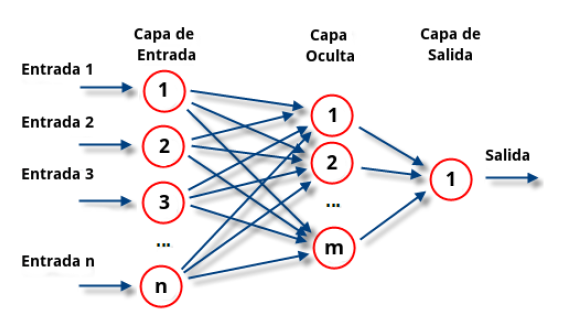 Capa de
Entrada
Capa
Oculta
Capa de
Salida
Entrada 1
1
Entrada 2
2
Entrada 3
3
...
Entrada n
n
1
2
...
m
1
Salida